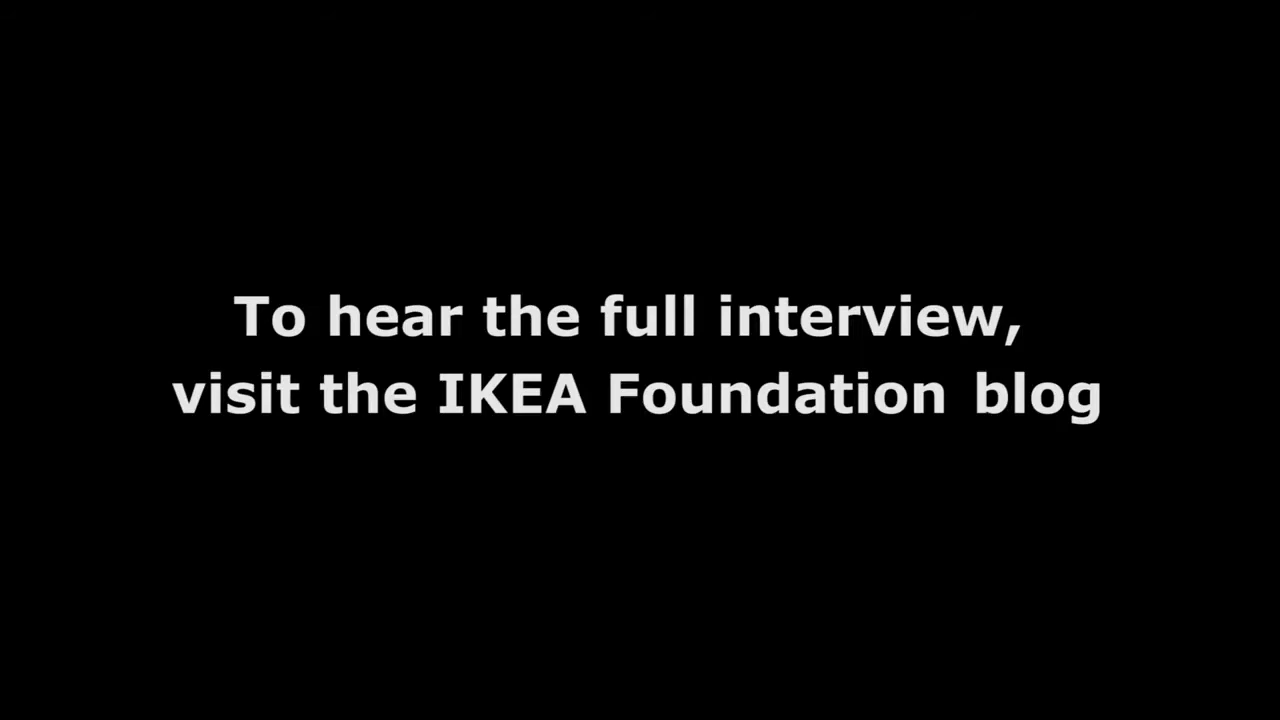 To hear the full interview,
visit the IKEA Foundation blog